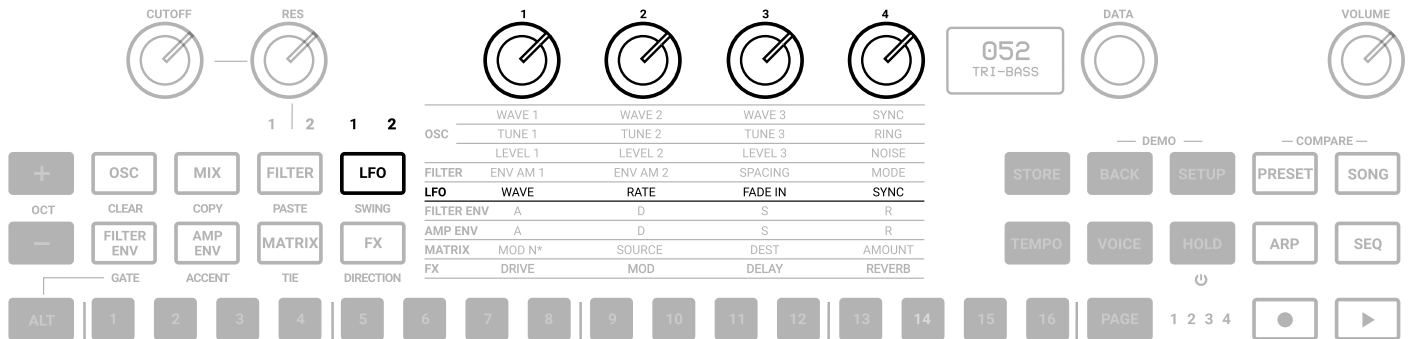 CUTOFF RES 1 2 3 4 DATA VOLUME
052
TRI-BASS
WAVE 1 WAVE 2 WAVE 3 SYNC
1 2 1 2
OSC TUNE 1 TUNE 2 TUNE 3 RING
DEMO COMPARE
LEVEL 1 LEVEL 2 LEVEL 3 NOISE
+ OSC MIX FILTER LFO
FILTER ENV AM 1 ENV AM 2 SPACING MODE
STORE BACK SETUP PRESET SONG
LFO WAVE RATE FADE IN SYNC
OCT CLEAR COPY PASTE SWING
FILTER ENV A D S R
AMP ENV A D S R
− FILTER ENV AMP ENV MATRIX FX
TEMPO VOICE HOLD ARP SEQ
MATRIX MOD N* SOURCE DEST AMOUNT
FX DRIVE MOD DELAY REVERB
GATE ACCENT TIE DIRECTION
ALT 1 2 3 4 5 6 7 8 9 10 11 12 13 14 15 16 PAGE 1 2 3 4